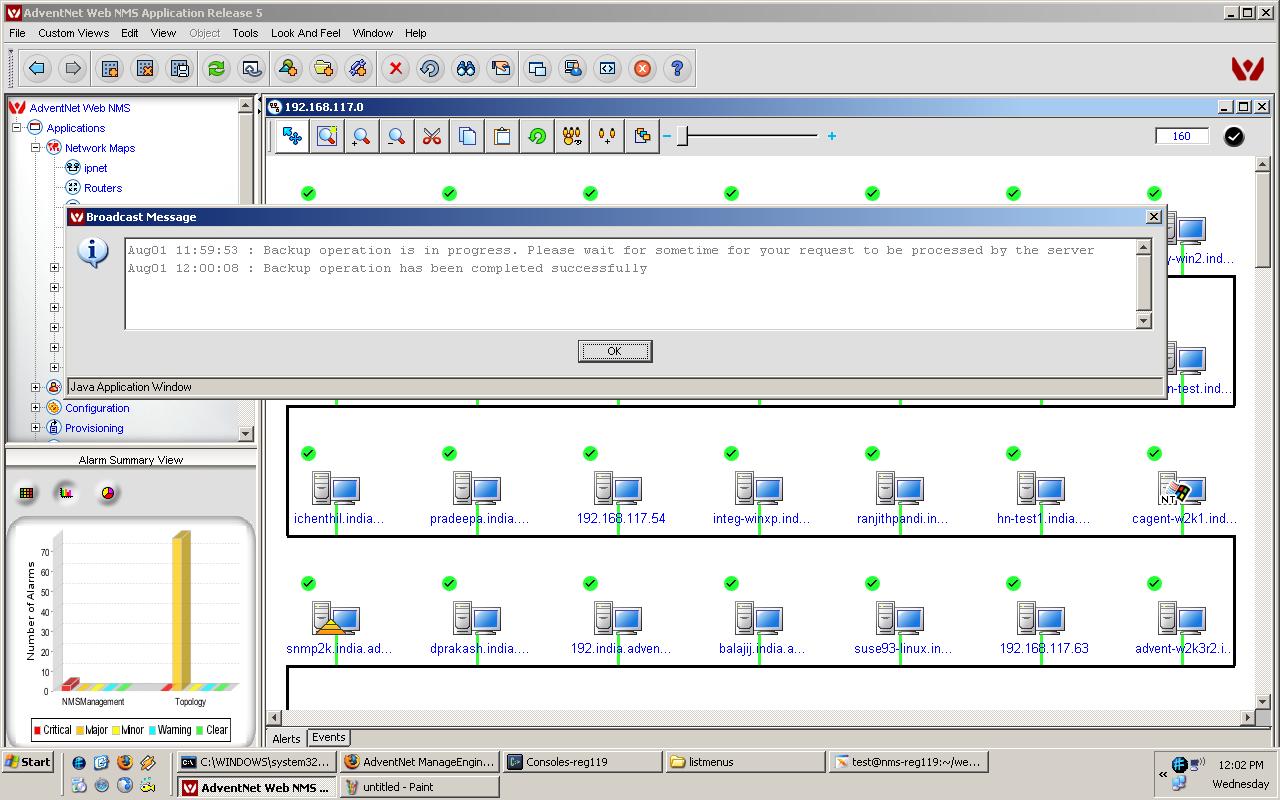 AdventNet Web NMS Application Release 5
File Custom Views Edit View Object Tools Look And Feel Window Help
AdventNet Web NMS
Applications
Network Maps
ipnet
Routers
Configuration
Provisioning
192.168.117.0
160
y-win2.ind...
Broadcast Message
Aug01 11:59:53 : Backup operation is in progress. Please wait for sometime for your request to be processed by the server
Aug01 12:00:08 : Backup operation has been completed successfully
OK
Java Application Window
n-test.ind...
ichenthil.india...
pradeepa.india....
192.168.117.54
integ-winxp.ind...
ranjithpandi.in...
hn-test1.india....
NT
cagent-w2k1.ind...
snmp2k.india.ad...
dprakash.india....
192.india.adven...
balajij.india.a...
suse93-linux.in...
192.168.117.63
advent-w2k3r2.i...
Alarm Summary View
Number of Alarms
70
60
50
40
30
20
10
0
NMSManagement
Topology
Critical Major Minor Warning Clear
Alerts Events
Start
C:\WINDOWS\system32...
AdventNet ManageEngin...
Consoles-reg119
listmenus
test@nms-reg119:~/we...
AdventNet Web NMS ...
untitled - Paint
12:02 PM
Wednesday